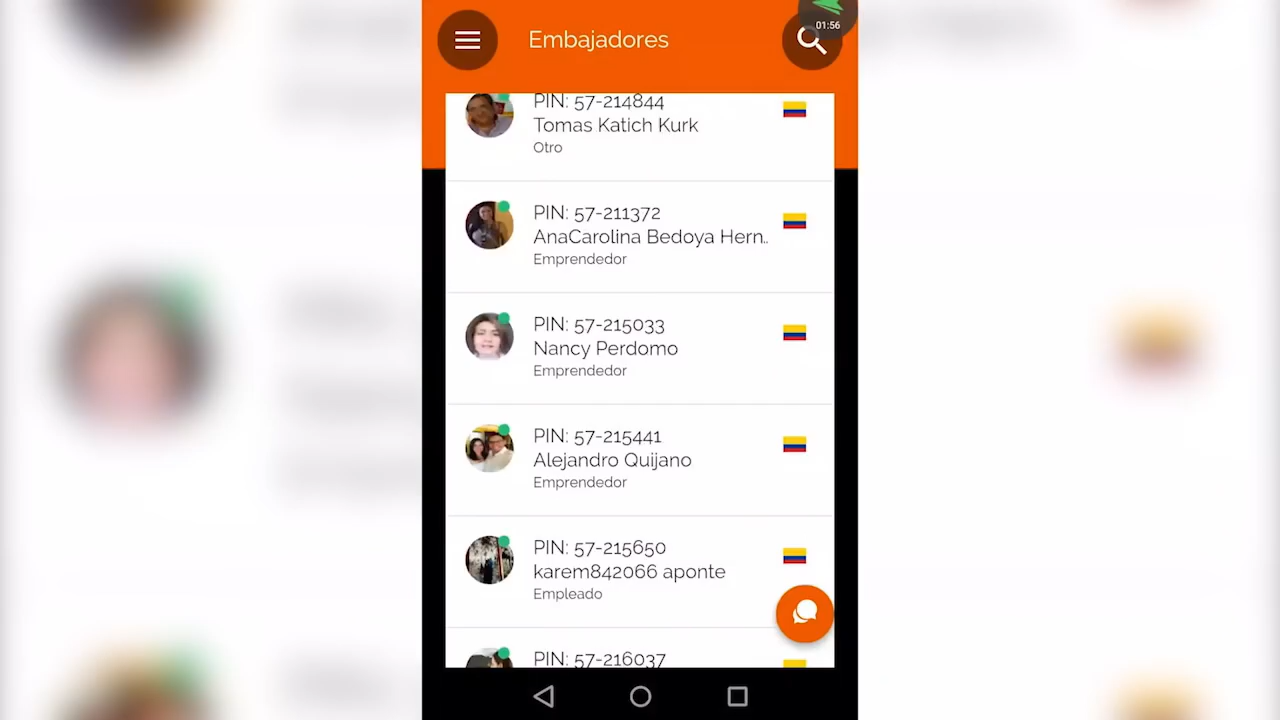 01:56
Embajadores
PIN: 57-214844
Tomas Katich Kurk
Otro
PIN: 57-211372
AnaCarolina Bedoya Hern..
Emprendedor
PIN: 57-215033
Nancy Perdomo
Emprendedor
PIN: 57-215441
Alejandro Quijano
Emprendedor
PIN: 57-215650
karem842066 aponte
Empleado
PIN: 57-216037